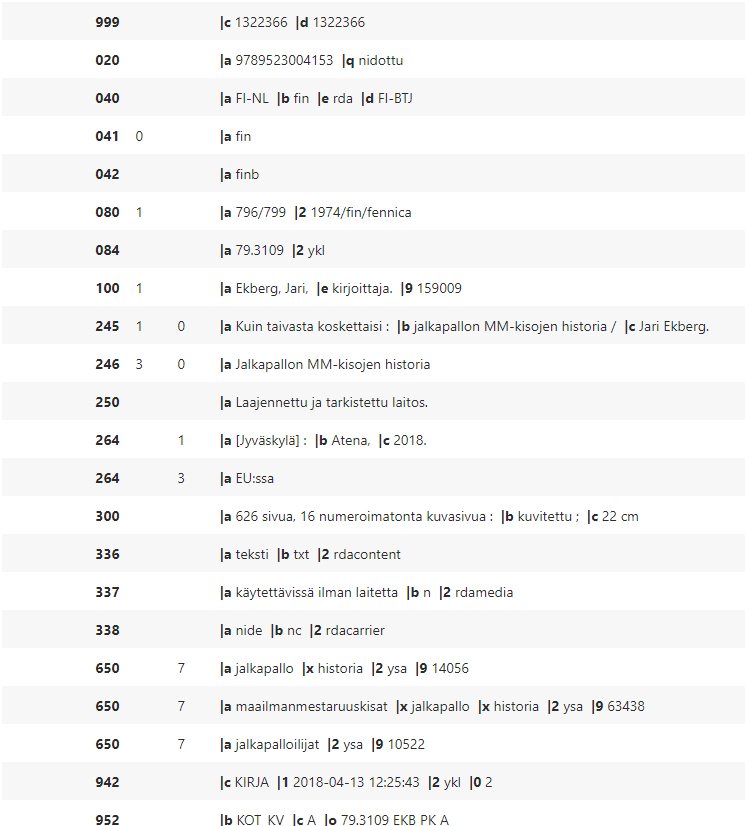 999 |c 1322366 |d 1322366
020 |a 9789523004153 |q nidottu
040 |a FI-NL |b fin |e rda |d FI-BTJ
041 0 |a fin
042 |a finb
080 1 |a 796/799 |2 1974/fin/fennica
084 |a 79.3109 |2 ykl
100 1 |a Ekberg, Jari, |e kirjoittaja. |9 159009
245 1 0 |a Kuin taivasta koskettaisi : |b jalkapallon MM-kisojen historia / |c Jari Ekberg.
246 3 0 |a Jalkapallon MM-kisojen historia
250 |a Laajennettu ja tarkistettu laitos.
264 1 |a [Jyväskylä] : |b Atena, |c 2018.
264 3 |a EU:ssa
300 |a 626 sivua, 16 numeroimatonta kuvasivua : |b kuvitettu ; |c 22 cm
336 |a teksti |b txt |2 rdacontent
337 |a käytettävissä ilman laitetta |b n |2 rdamedia
338 |a nide |b nc |2 rdacarrier
650 7 |a jalkapallo |x historia |2 ysa |9 14056
650 7 |a maailmanmestaruuskisat |x jalkapallo |x historia |2 ysa |9 63438
650 7 |a jalkapalloilijat |2 ysa |9 10522
942 |c KIRJA |1 2018-04-13 12:25:43 |2 ykl |0 2
952 |b KOT_KV |c A |o 79.3109 EKB PK A